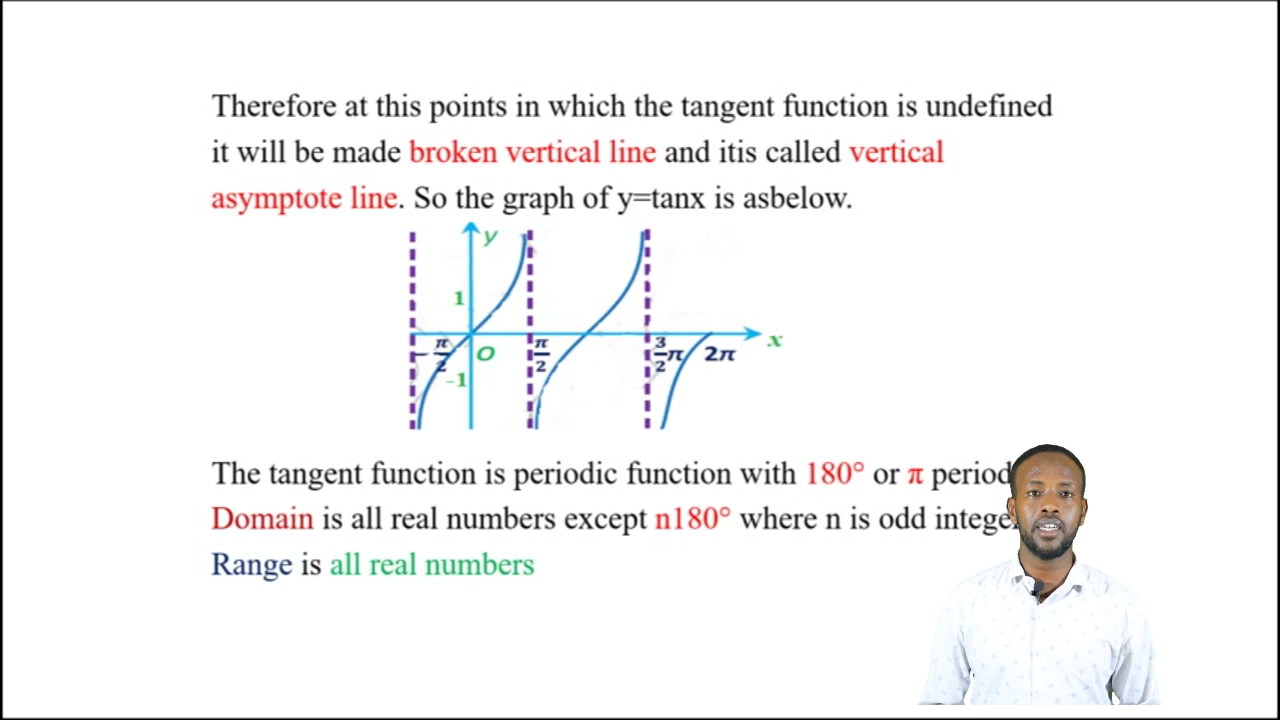 Therefore at this points in which the tangent function is undefined
it will be made broken vertical line and itis called vertical
asymptote line. So the graph of y=tanx is asbelow.
y
1
-π/2
O
π/2
3/2π
2π
x
-1
The tangent function is periodic function with 180° or π period
Domain is all real numbers except n180° where n is odd
Range is all real numbers